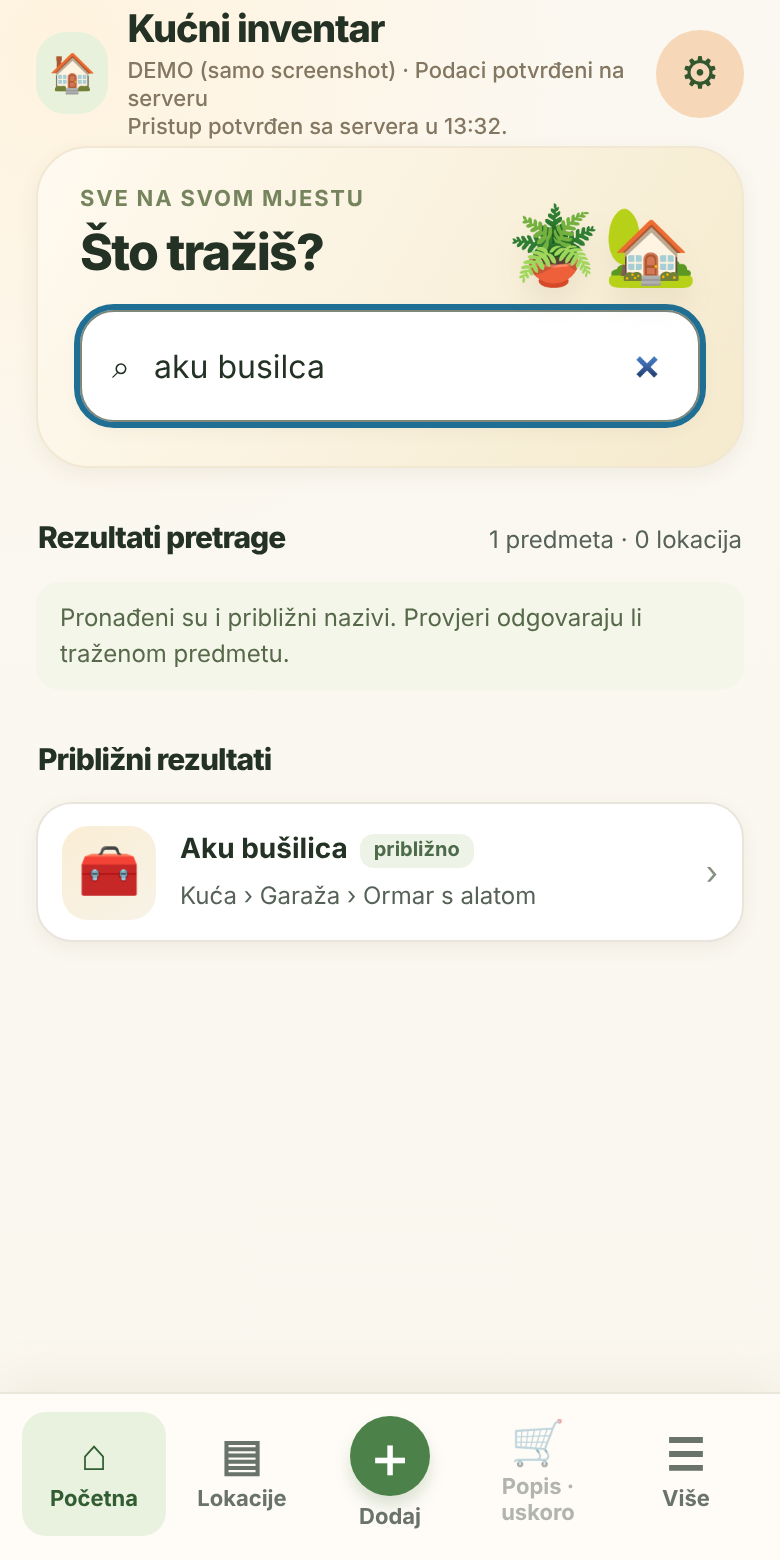 Kućni inventar
DEMO (samo screenshot) · Podaci potvrđeni na
serveru
Pristup potvrđen sa servera u 13:32.
SVE NA SVOM MJESTU
Što tražiš?
aku busilca
Rezultati pretrage
1 predmeta · 0 lokacija
Pronađeni su i približni nazivi. Provjeri odgovaraju li
traženom predmetu.
Približni rezultati
Aku bušilica približno
Kuća › Garaža › Ormar s alatom
Početna
Lokacije
Dodaj
Popis ·
uskoro
Više